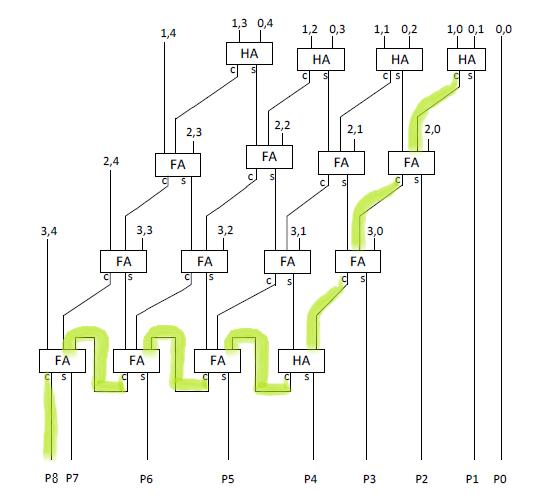 1,3 0,4 1,2 0,3 1,1 0,2 1,0 0,1 0,0
1,4
HA HA HA HA
c s c s c s c s
2,3 2,2 2,1 2,0
FA FA FA FA
2,4
c s c s c s c s
3,4 3,3 3,2 3,1 3,0
FA FA FA FA
c s c s c s c s
FA FA FA HA
c s c s c s c s
P8 P7 P6 P5 P4 P3 P2 P1 P0